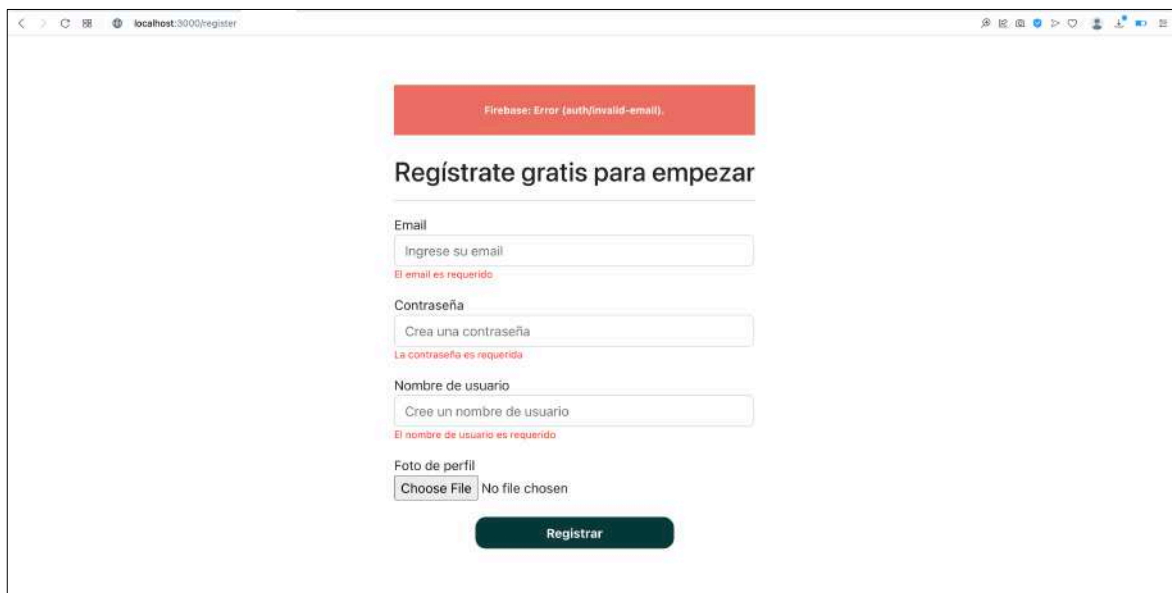 localhost:3000/register
Firebase: Error (auth/invalid-email).
Regístrate gratis para empezar
Email
Ingrese su email
El email es requerido
Contraseña
Crea una contraseña
La contraseña es requerida
Nombre de usuario
Cree un nombre de usuario
El nombre de usuario es requerido
Foto de perfil
Choose File No file chosen
Registrar